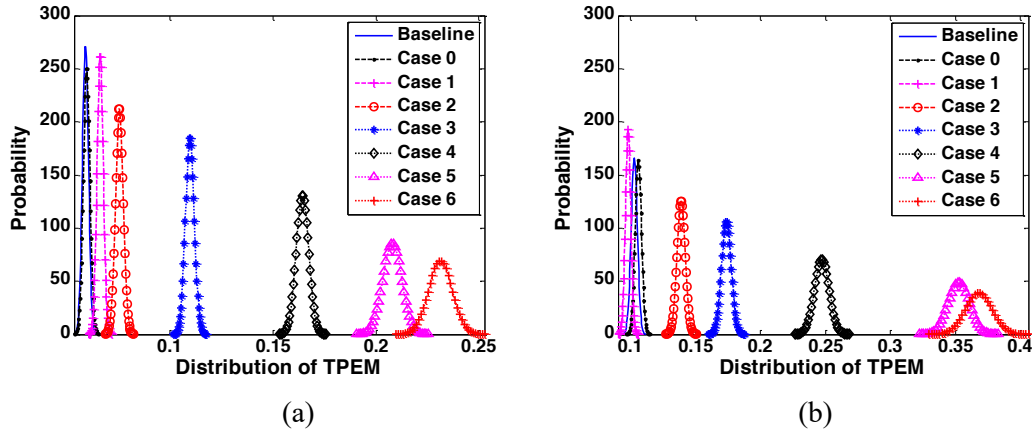 300
250
200
150
100
50
0
Probability
0.1
0.15
0.2
0.25
Distribution of TPEM
Baseline
Case 0
Case 1
Case 2
Case 3
Case 4
Case 5
Case 6
(a)
300
250
200
150
100
50
0
Probability
0.1
0.15
0.2
0.25
0.3
0.35
0.4
Distribution of TPEM
Baseline
Case 0
Case 1
Case 2
Case 3
Case 4
Case 5
Case 6
(b)